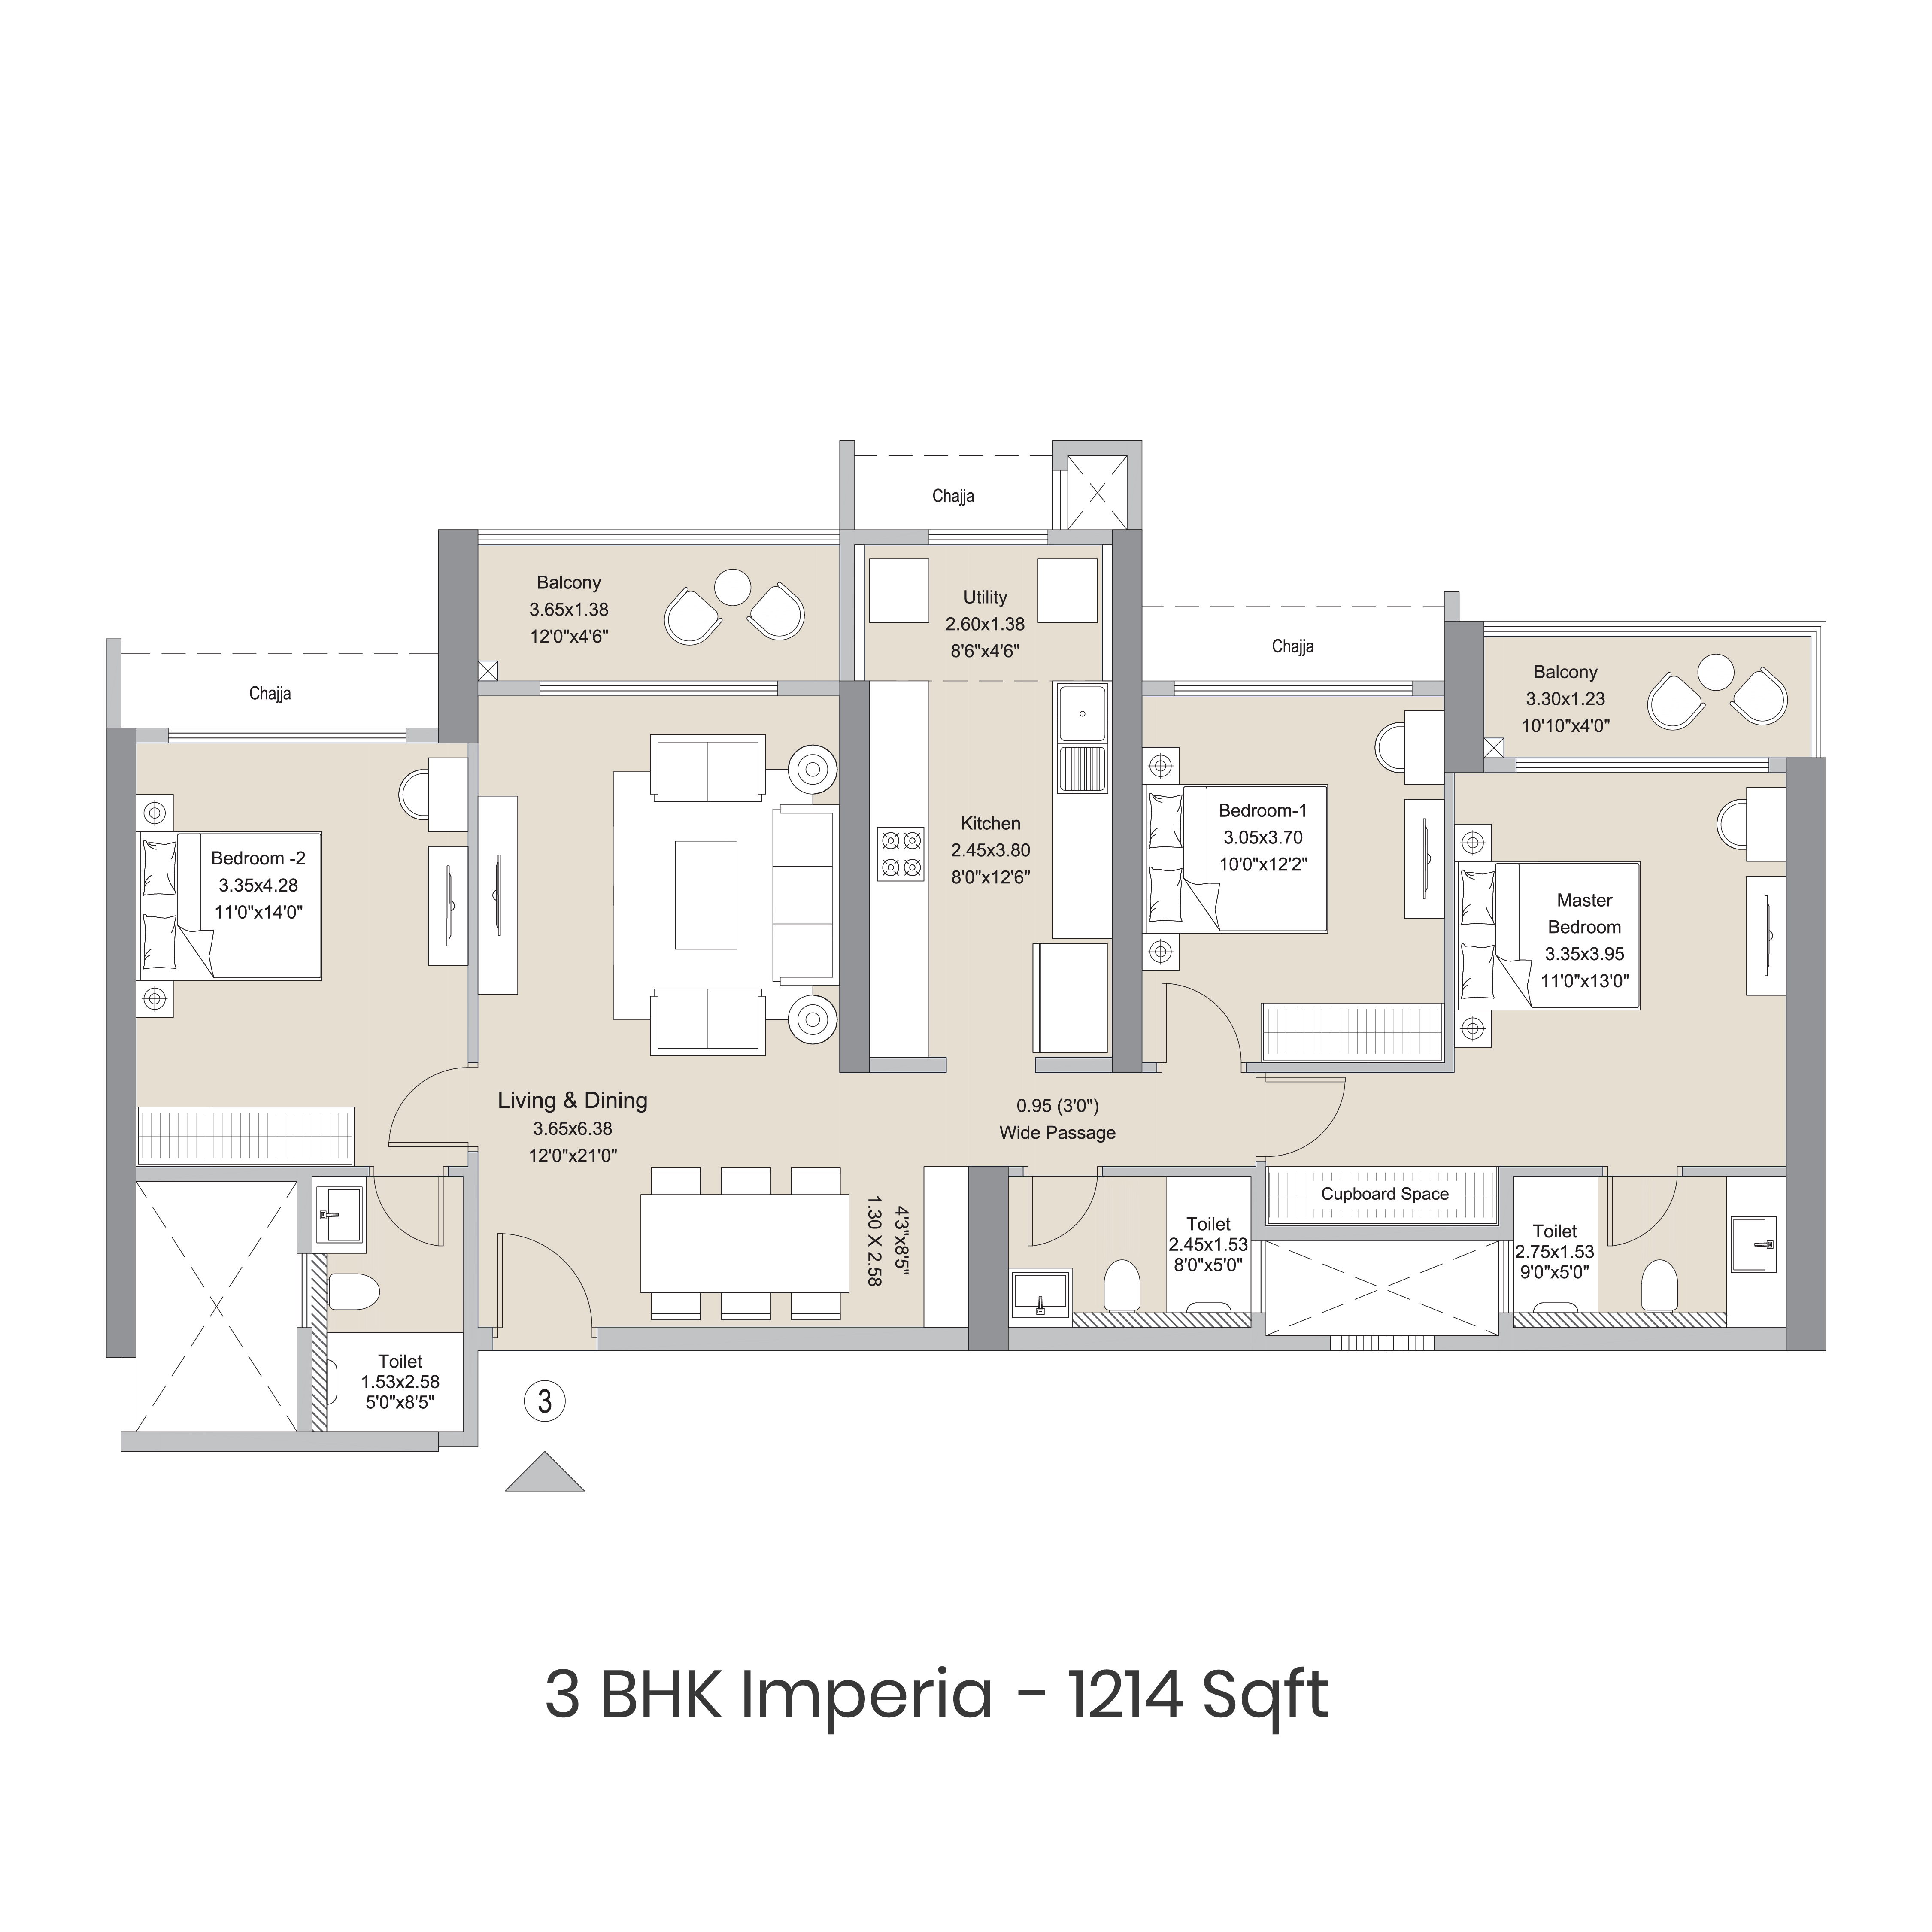 Chajja
Balcony
3.65x1.38
12'0"x4'6"
Utility
2.60x1.38
8'6"x4'6"
Chajja
Chajja
Balcony
3.30x1.23
10'10"x4'0"
Bedroom -2
3.35x4.28
11'0"x14'0"
Kitchen
2.45x3.80
8'0"x12'6"
Bedroom-1
3.05x3.70
10'0"x12'2"
Master
Bedroom
3.35x3.95
11'0"x13'0"
Living & Dining
3.65x6.38
12'0"x21'0"
0.95 (3'0")
Wide Passage
4'3"x8'5"
1.30 X 2.58
Toilet
2.45x1.53
8'0"x5'0"
Cupboard Space
Toilet
2.75x1.53
9'0"x5'0"
Toilet
1.53x2.58
5'0"x8'5"
3
3 BHK Imperia - 1214 Sqft